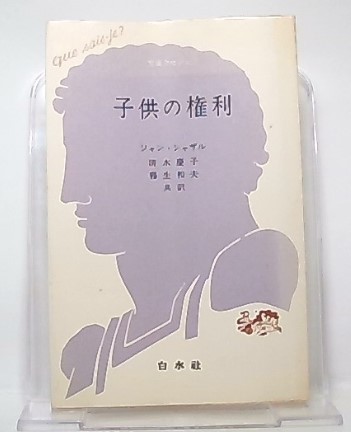 que sais-je?
子供の権利
ジャン・シャザル
清水慶子
霧生和夫
共訳
白水社